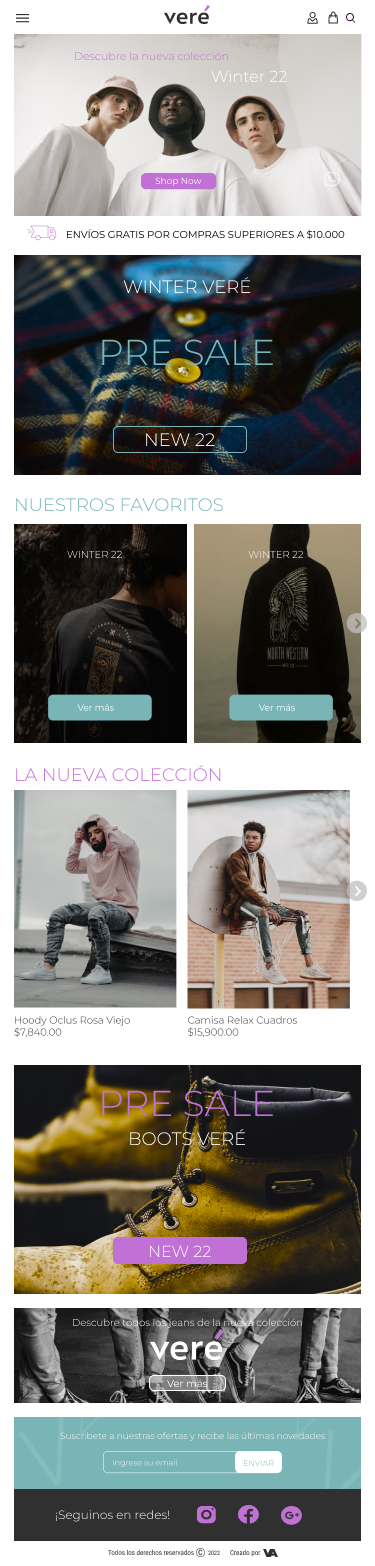 veré
Descubre la nueva colección
Winter 22
Shop Now
ENVÍOS GRATIS POR COMPRAS SUPERIORES A $10.000
WINTER VERÉ
PRE SALE
NEW 22
NUESTROS FAVORITOS
WINTER 22
WINTER 22
NORTH WESTERN
Ver más
Ver más
LA NUEVA COLECCIÓN
Hoody Oclus Rosa Viejo
$7,840.00
Camisa Relax Cuadros
$15,900.00
PRE SALE
BOOTS VERÉ
NEW 22
Descubre todos los jeans de la nueva colección
veré
Ver más
Suscribete a nuestras ofertas y recibe las últimas novedades
Ingrese su email
ENVIAR
¡Seguinos en redes!
G+
Todos los derechos reservados © 2022 Creado por VA